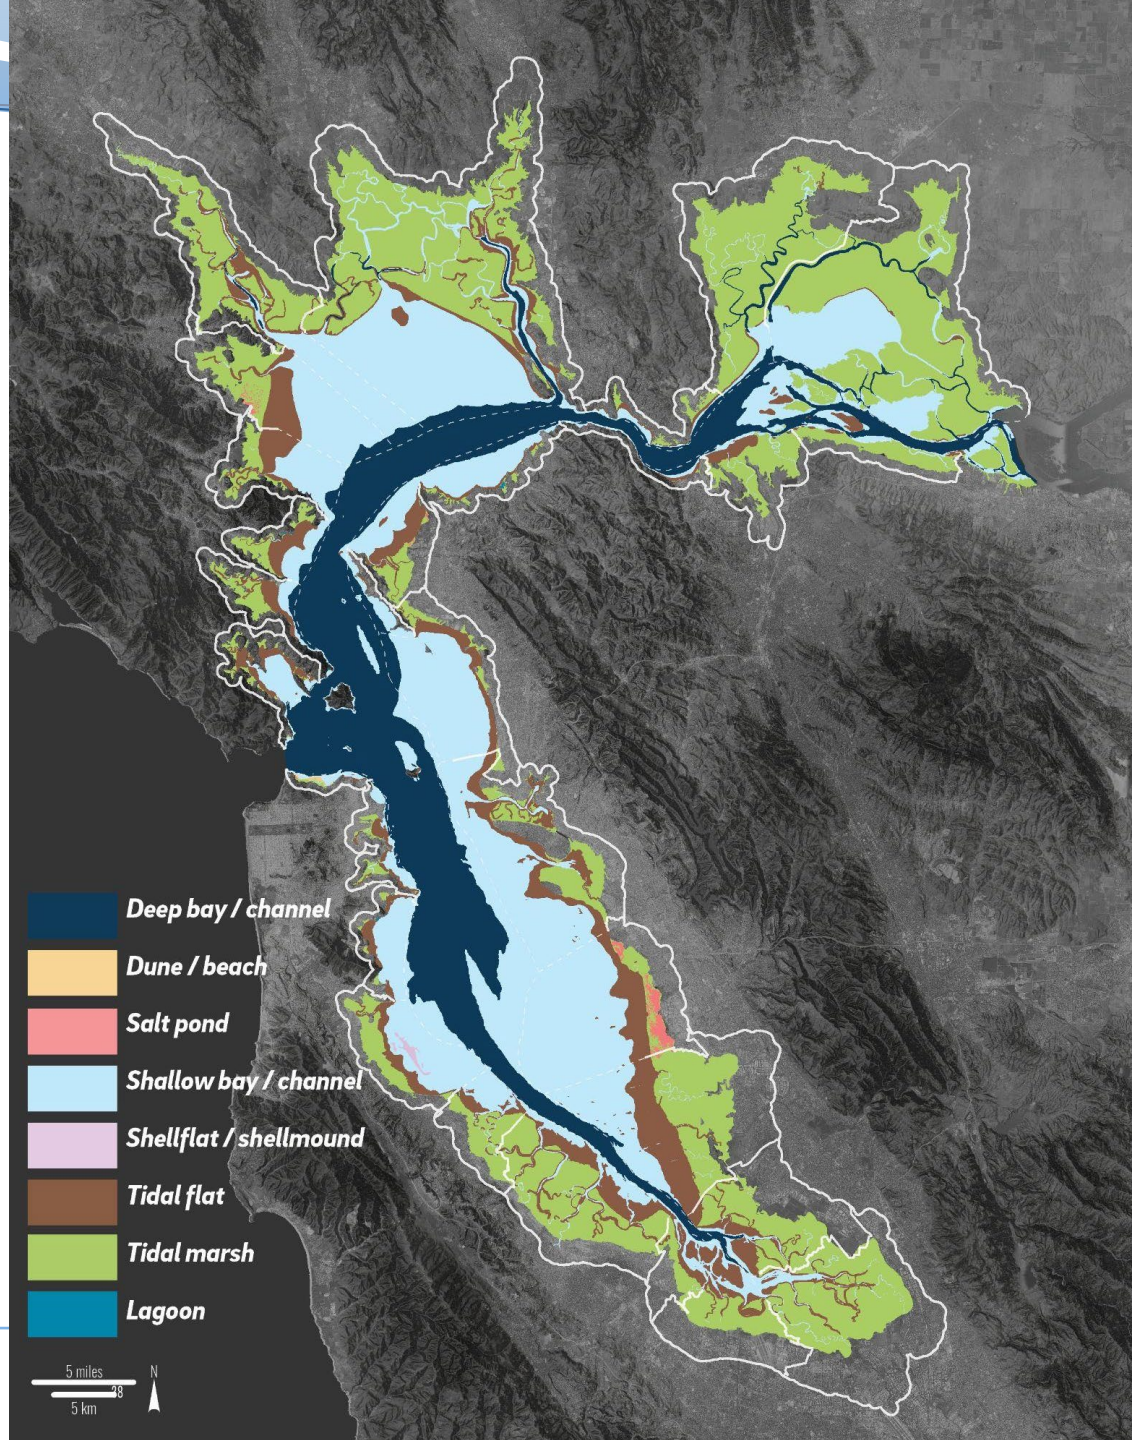 Deep bay / channel
Dune / beach
Salt pond
Shallow bay / channel
Shellflat / shellmound
Tidal flat
Tidal marsh
Lagoon
5 miles
N
38
5 km